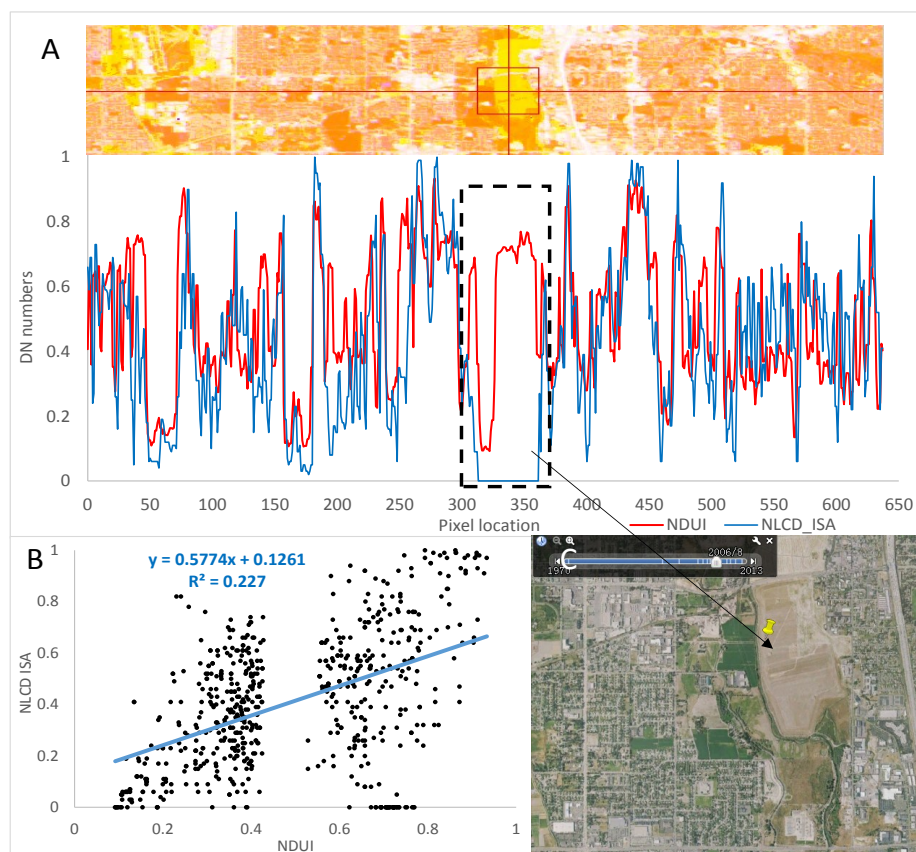 A
1
0.8
0.6
0.4
0.2
0
DN numbers
0 50 100 150 200 250 300 350 400 450 500 550 600 650
Pixel location
NDUI NLCD_ISA
B
y = 0.5774x + 0.1261
R² = 0.227
1
0.8
0.6
0.4
0.2
0
NLCD ISA
0 0.2 0.4 0.6 0.8 1
NDUI
C
2006/8
1970 2013